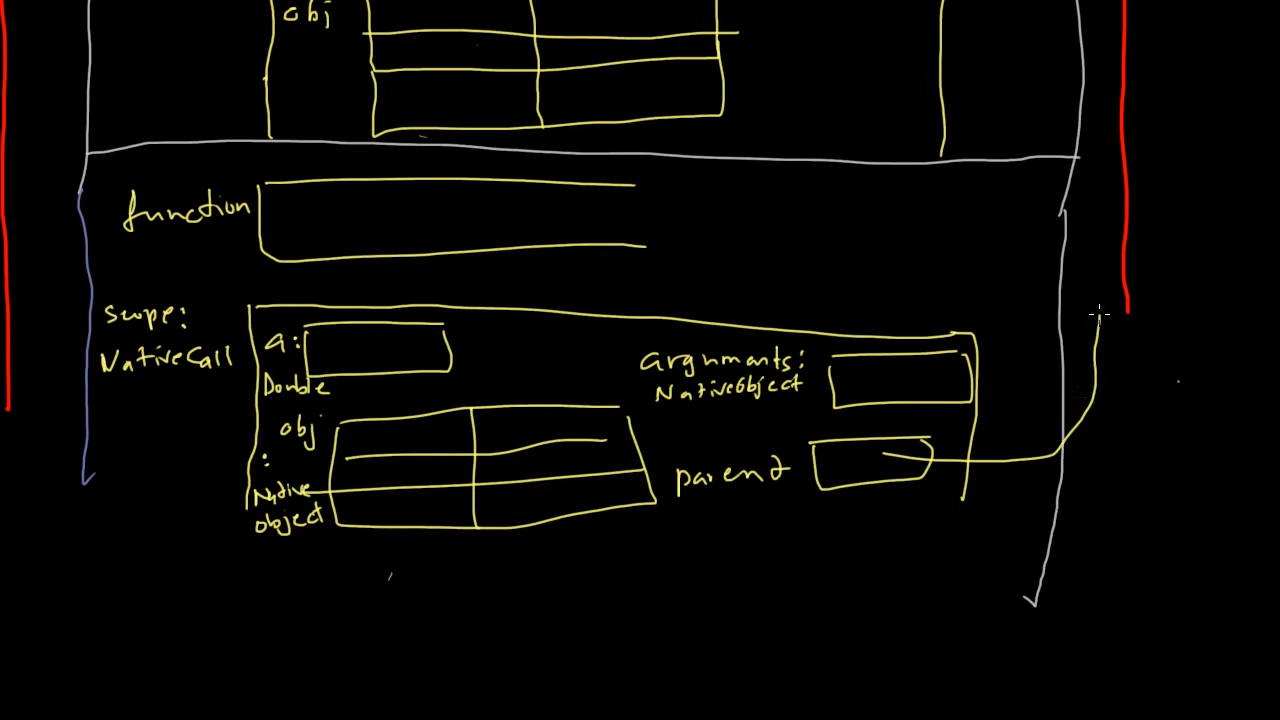 obj
function
scope:
NativeCall
a:
Double
arguments:
NativeObject
obj
:
Native
object
parent